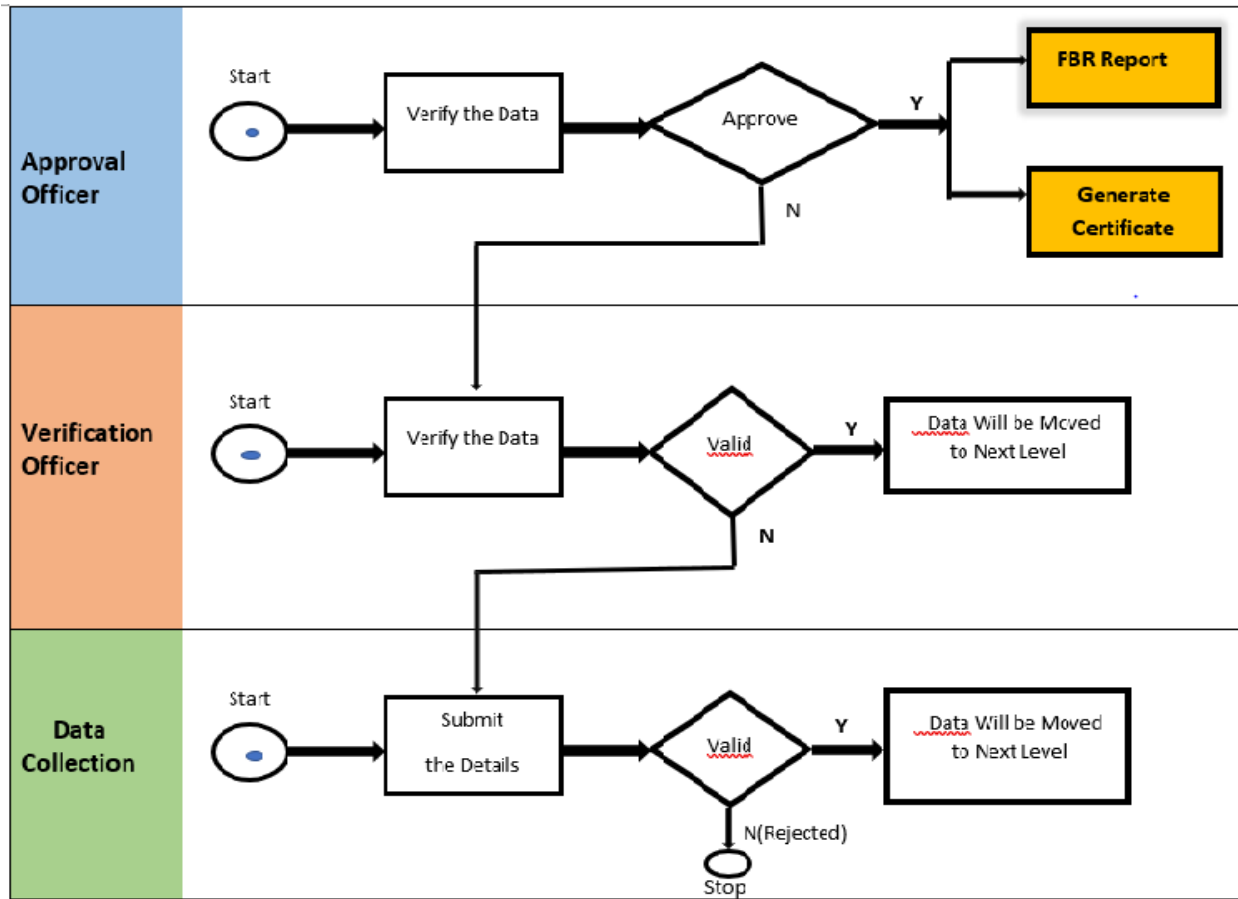 Approval
Officer
Start
Verify the Data
Approve
Y
N
FBR Report
Generate
Certificate
Verification
Officer
Start
Verify the Data
Valid
Y
N
Data Will be Moved
to Next Level
Data
Collection
Start
Submit
the Details
Valid
Y
N(Rejected)
Stop
Data Will be Moved
to Next Level